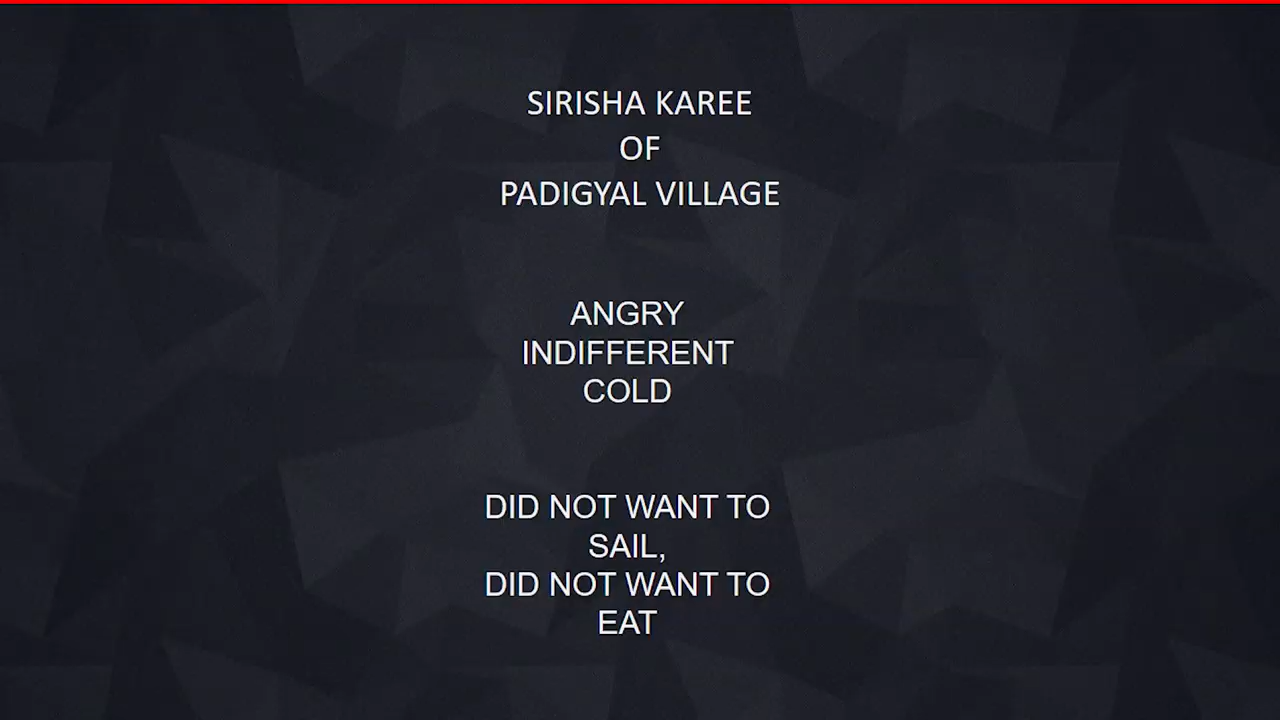 SIRISHA KAREE
OF
PADIGYAL VILLAGE
ANGRY
INDIFFERENT
COLD
DID NOT WANT TO
SAIL,
DID NOT WANT TO
EAT